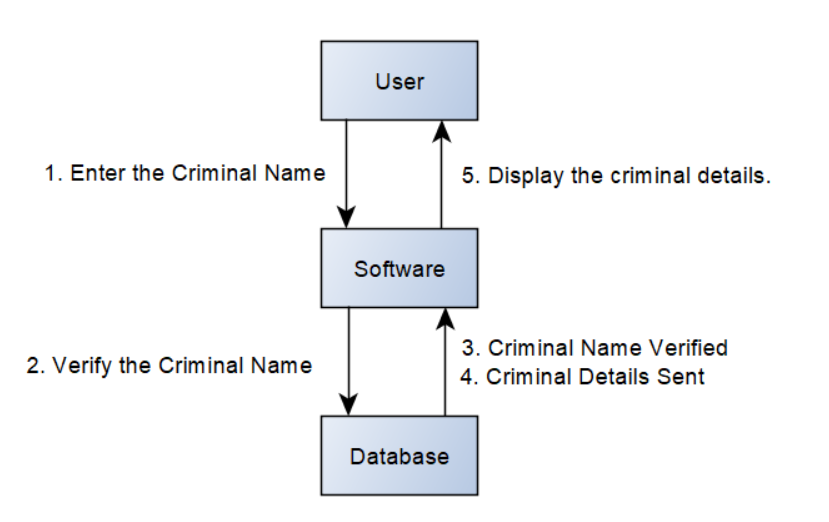 User
1. Enter the Criminal Name
5. Display the criminal details.
Software
2. Verify the Criminal Name
3. Criminal Name Verified
4. Criminal Details Sent
Database